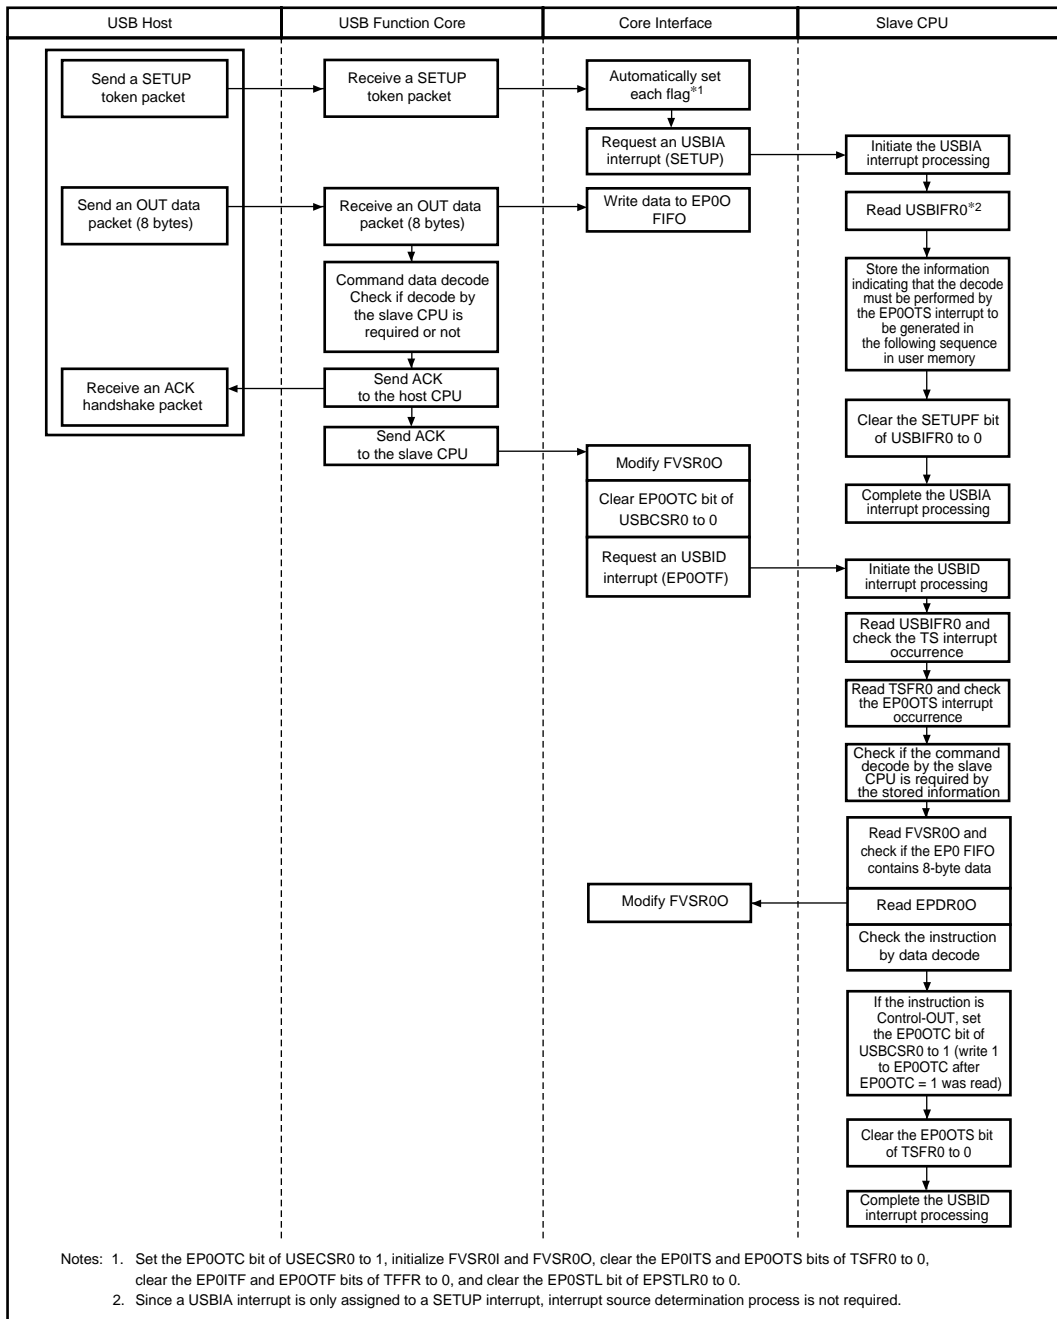 USB Host
USB Function Core
Core Interface
Slave CPU
Send a SETUP
token packet
Receive a SETUP
token packet
Automatically set
each flag*1
Request an USBIA
interrupt (SETUP)
Initiate the USBIA
interrupt processing
Send an OUT data
packet (8 bytes)
Receive an OUT data
packet (8 bytes)
Write data to EP0O
FIFO
Read USBIFR0*2
Command data decode
Check if decode by
the slave CPU is
required or not
Store the information
indicating that the decode
must be performed by
the EP0OTS interrupt to
be generated in
the following sequence
in user memory
Receive an ACK
handshake packet
Send ACK
to the host CPU
Clear the SETUPF bit
of USBIFR0 to 0
Send ACK
to the slave CPU
Modify FVSR0O
Clear EP0OTC bit of
USBCSR0 to 0
Complete the USBIA
interrupt processing
Request an USBID
interrupt (EP0OTF)
Initiate the USBID
interrupt processing
Read USBIFR0 and
check the TS interrupt
occurrence
Read TSFR0 and check
the EP0OTS interrupt
occurrence
Check if the command
decode by the slave
CPU is required by
the stored information
Read FVSR0O and
check if the EP0 FIFO
contains 8-byte data
Modify FVSR0O
Read EPDR0O
Check the instruction
by data decode
If the instruction is
Control-OUT, set
the EP0OTC bit of
USBCSR0 to 1 (write 1
to EP0OTC after
EP0OTC = 1 was read)
Clear the EP0OTS bit
of TSFR0 to 0
Complete the USBID
interrupt processing
Notes: 1. Set the EP0OTC bit of USECSR0 to 1, initialize FVSR0I and FVSR0O, clear the EP0ITS and EP0OTS bits of TSFR0 to 0,
clear the EP0ITF and EP0OTF bits of TFFR to 0, and clear the EP0STL bit of EPSTLR0 to 0.
2. Since a USBIA interrupt is only assigned to a SETUP interrupt, interrupt source determination process is not required.